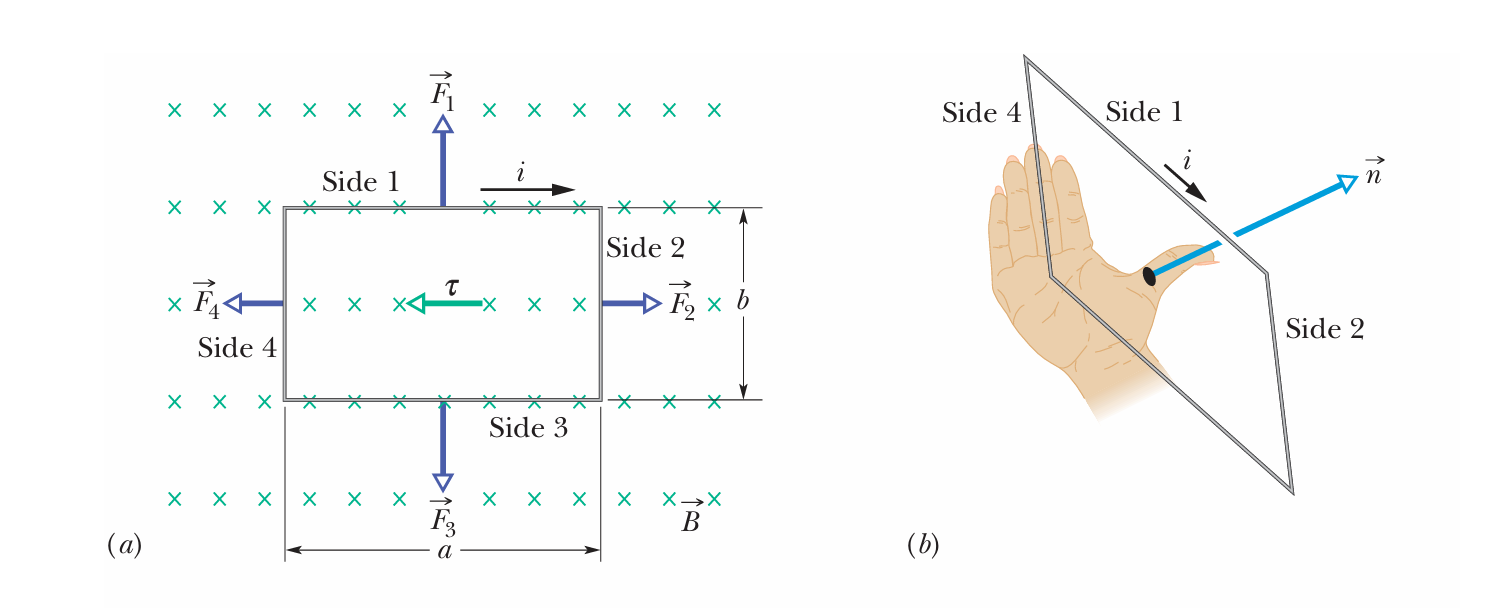 F₁
Side 1
i
Side 2
τ
F₄
F₂
b
Side 4
Side 3
F₃
B
a
(a)
Side 4
Side 1
i
n
Side 2
(b)